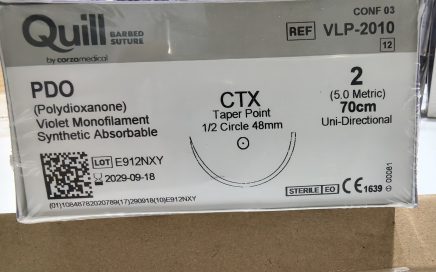 CONF 03
Quill BARBED SUTURE
by corzamedical
REF VLP-2010
12
PDO
(Polydioxanone)
Violet Monofilament
Synthetic Absorbable
CTX
Taper Point
1/2 Circle 48mm
2
(5.0 Metric)
70cm
Uni-Directional
LOT E912NXY
2029-09-18
STERILE EO
CE 1639
00081
(01)10848782020789(17)290918(10)E912NXY